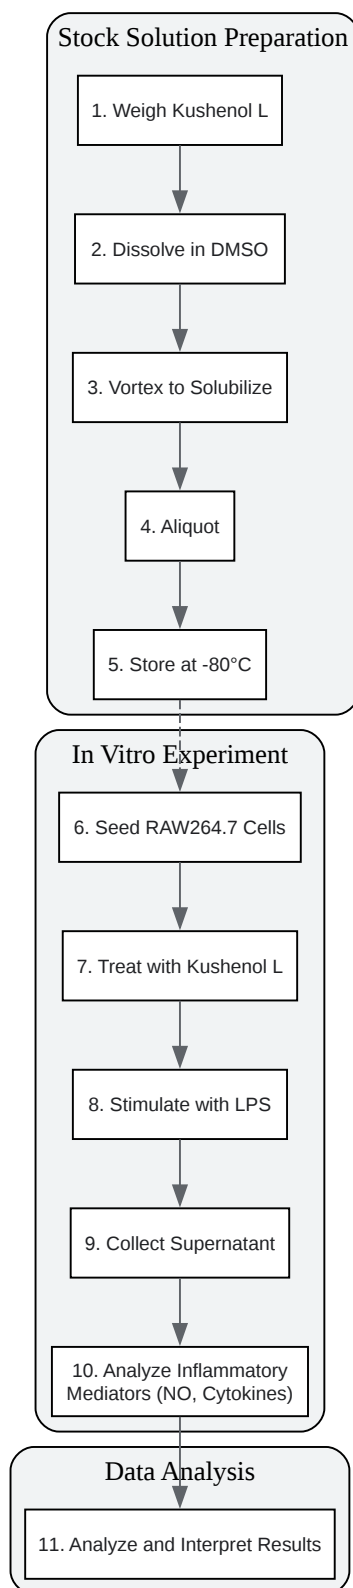 Stock Solution Preparation
1. Weigh Kushenol L
2. Dissolve in DMSO
3. Vortex to Solubilize
4. Aliquot
5. Store at -80°C
In Vitro Experiment
6. Seed RAW264.7 Cells
7. Treat with Kushenol L
8. Stimulate with LPS
9. Collect Supernatant
10. Analyze Inflammatory
Mediators (NO, Cytokines)
Data Analysis
11. Analyze and Interpret Results